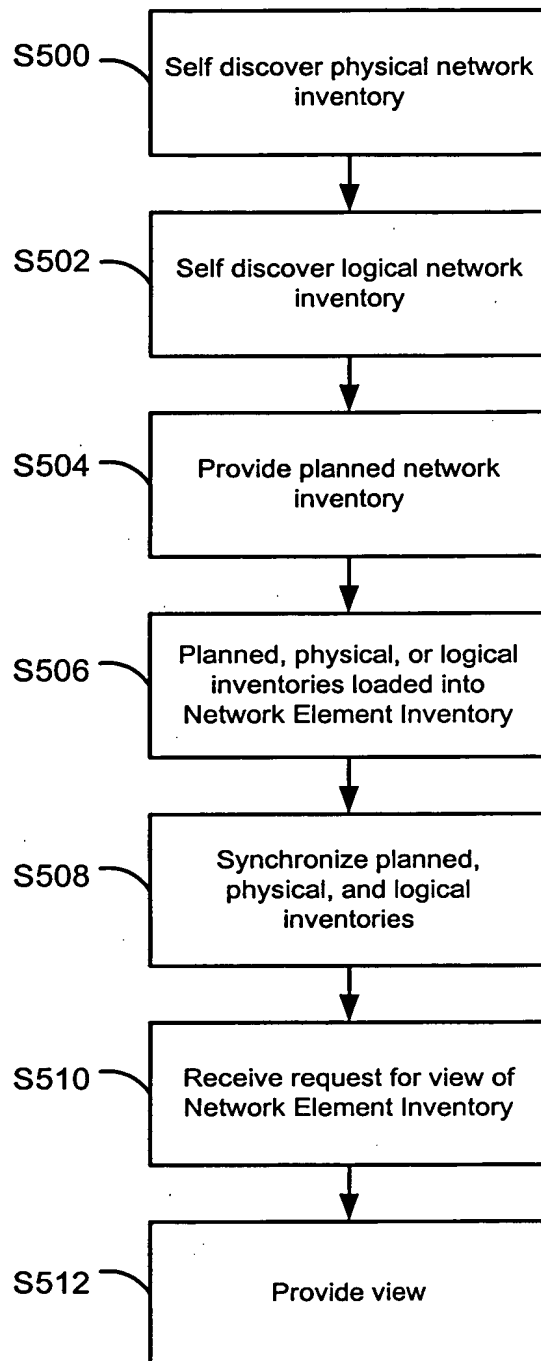 S500
Self discover physical network
inventory
S502
Self discover logical network
inventory
S504
Provide planned network
inventory
S506
Planned, physical, or logical
inventories loaded into
Network Element Inventory
S508
Synchronize planned,
physical, and logical
inventories
S510
Receive request for view of
Network Element Inventory
S512
Provide view